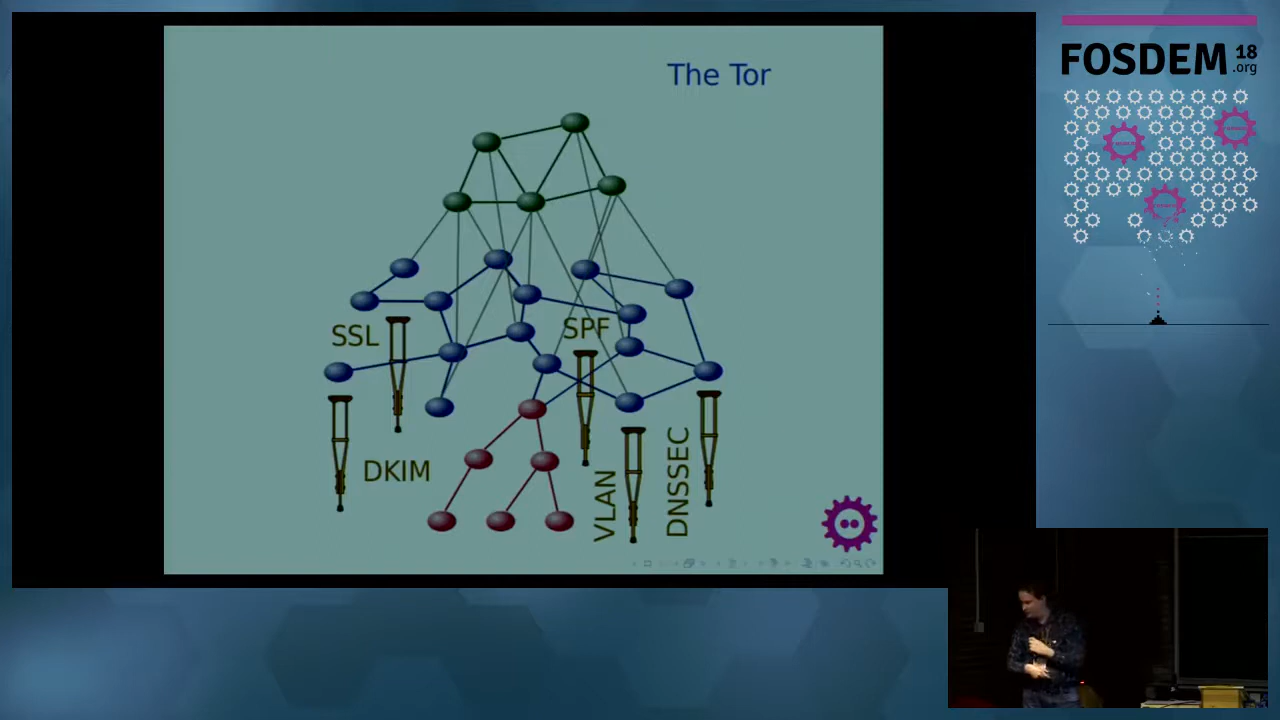 The Tor
SSL
SPF
DKIM
VLAN
DNSSEC
FOSDEM 18
.org